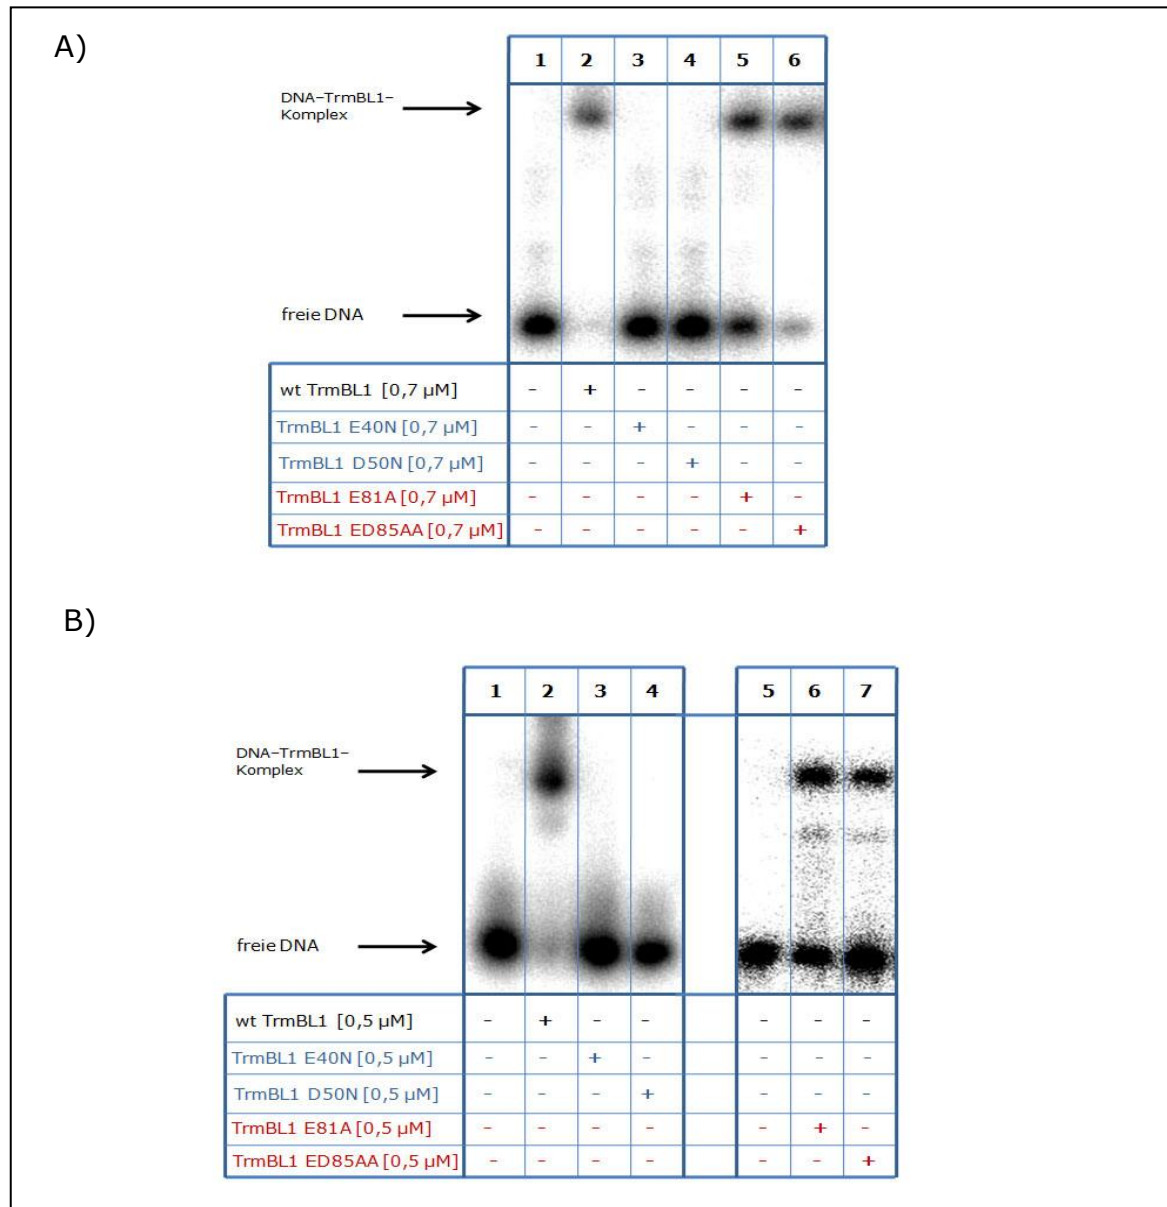 A)
1 2 3 4 5 6
DNA–TrmBL1–
Komplex
freie DNA
wt TrmBL1 [0,7 µM] – + – – – –
TrmBL1 E40N [0,7 µM] – – + – – –
TrmBL1 D50N [0,7 µM] – – – + – –
TrmBL1 E81A [0,7 µM] – – – – + –
TrmBL1 ED85AA [0,7 µM] – – – – – +
B)
1 2 3 4 5 6 7
DNA–TrmBL1–
Komplex
freie DNA
wt TrmBL1 [0,5 µM] – + – – – – –
TrmBL1 E40N [0,5 µM] – – + – – – –
TrmBL1 D50N [0,5 µM] – – – + – – –
TrmBL1 E81A [0,5 µM] – – – – – + –
TrmBL1 ED85AA [0,5 µM] – – – – – – +